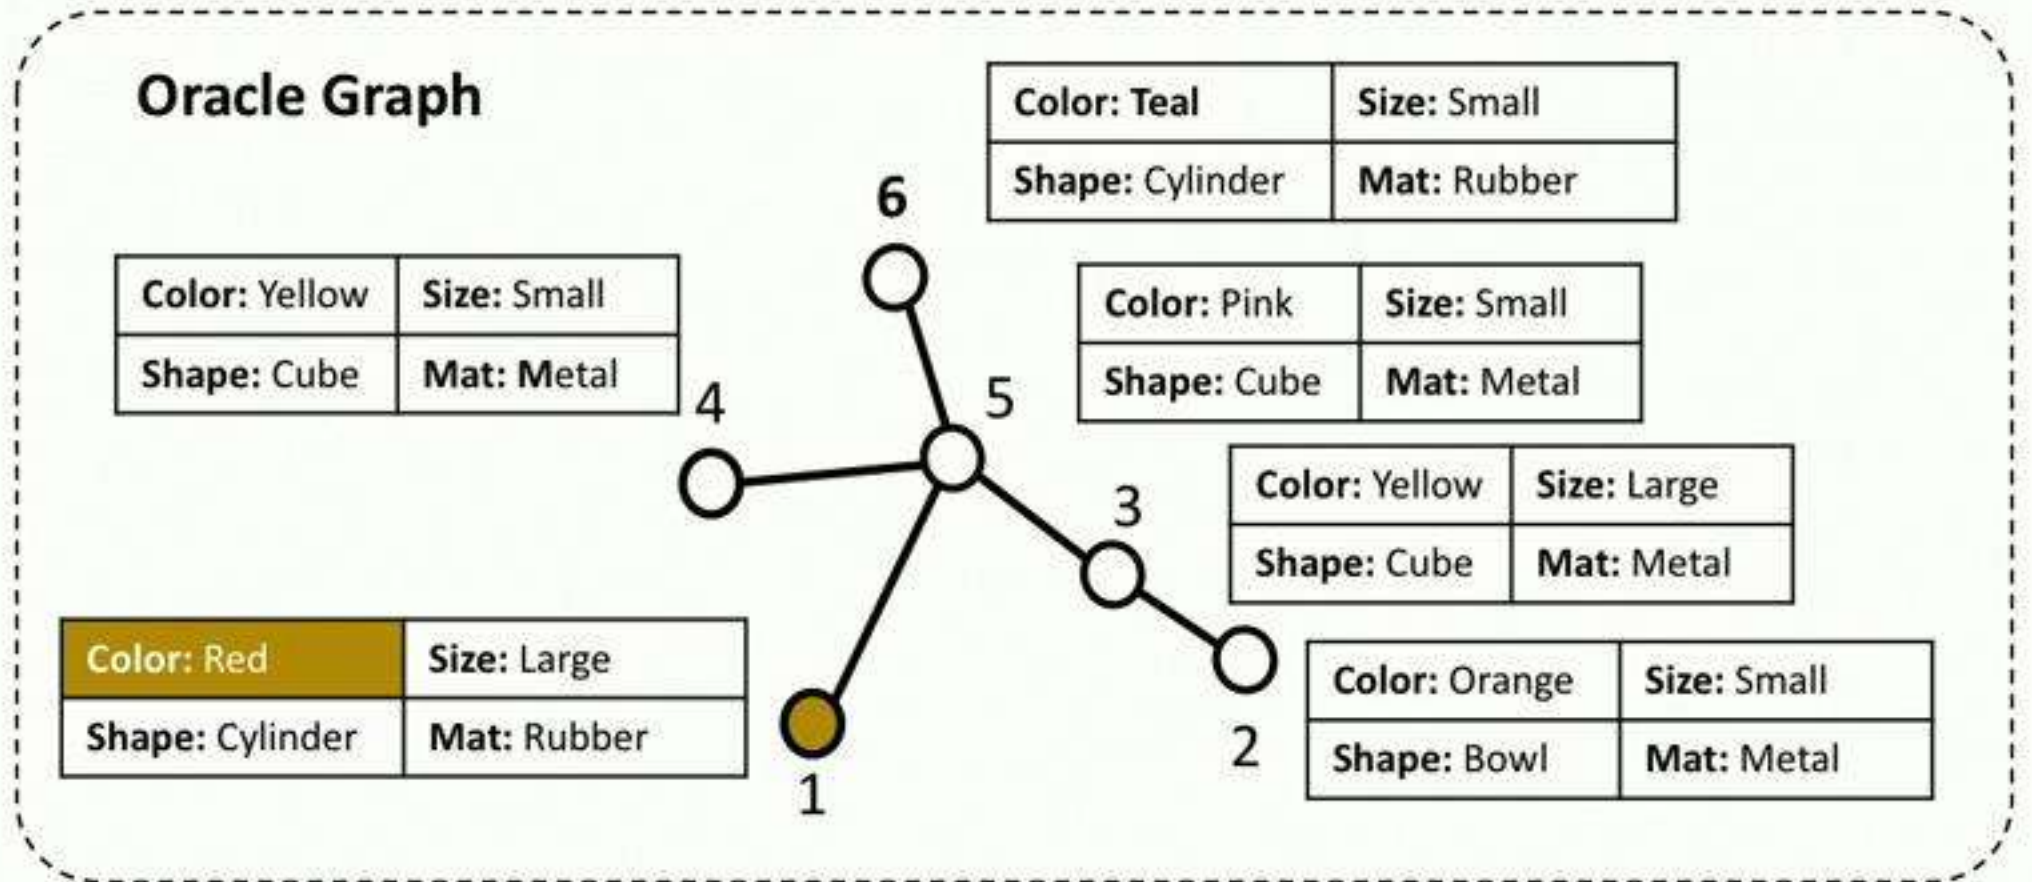 Oracle Graph
Color: Teal Size: Small
Shape: Cylinder Mat: Rubber
6
Color: Yellow Size: Small
Shape: Cube Mat: Metal
4
Color: Pink Size: Small
Shape: Cube Mat: Metal
5
Color: Yellow Size: Large
Shape: Cube Mat: Metal
3
Color: Red Size: Large
Shape: Cylinder Mat: Rubber
1
Color: Orange Size: Small
Shape: Bowl Mat: Metal
2